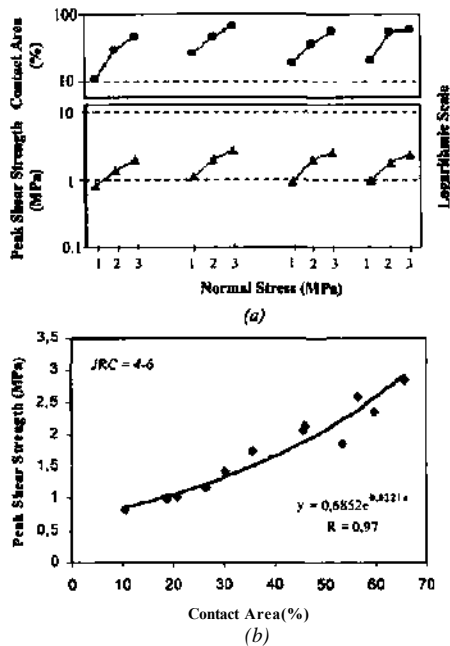 100
10
Contact Area
(%)
10
1
0.1
Peak Shear Strength
(MPa)
Logarithmic Scale
1 2 3 1 2 3 1 2 3 1 2 3
Normal Stress (MPa)
(a)
3,5
3
2,5
2
1,5
1
0,5
0
Peak Shear Strength (MPa)
JRC = 4-6
R = 0,97
0 10 20 30 40 50 60 70
Contact Area(%)
(b)